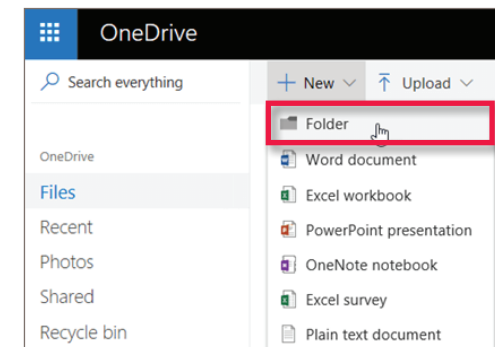 OneDrive
Search everything
New
Upload
Folder
OneDrive
Word document
Files
Excel workbook
Recent
PowerPoint presentation
Photos
OneNote notebook
Shared
Excel survey
Recycle bin
Plain text document